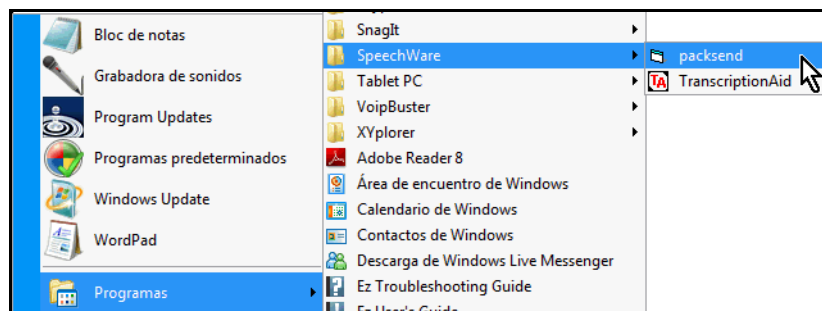 Bloc de notas
Grabadora de sonidos
Program Updates
Programas predeterminados
Windows Update
WordPad
Programas
SnagIt
SpeechWare
Tablet PC
VoipBuster
XYplorer
Adobe Reader 8
Área de encuentro de Windows
Calendario de Windows
Contactos de Windows
Descarga de Windows Live Messenger
Ez Troubleshooting Guide
packsend
TA TranscriptionAid